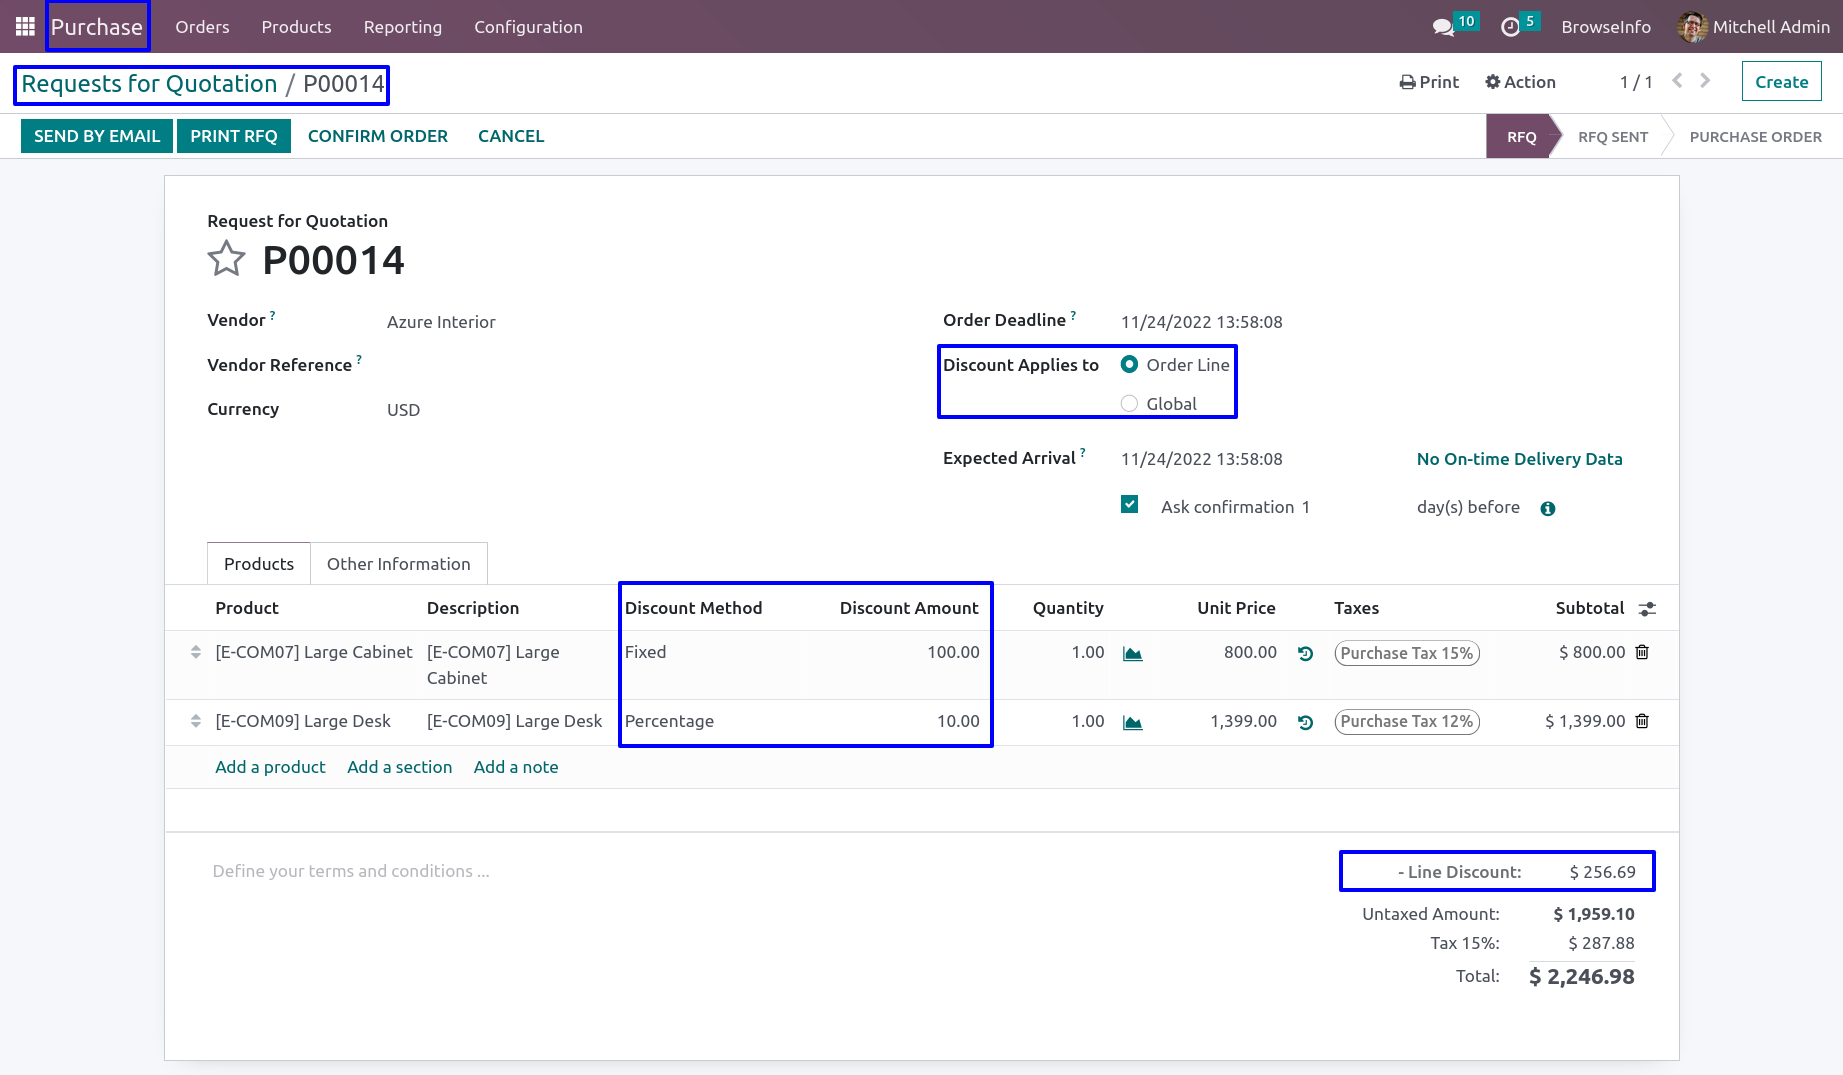 Purchase Orders Products Reporting Configuration 10 5 BrowseInfo Mitchell Admin
Requests for Quotation / P00014 Print Action 1 / 1 Create
SEND BY EMAIL PRINT RFQ CONFIRM ORDER CANCEL RFQ RFQ SENT PURCHASE ORDER
Request for Quotation
P00014
Vendor ? Azure Interior Order Deadline ? 11/24/2022 13:58:08
Vendor Reference ? Discount Applies to Order Line
Currency USD Global
Expected Arrival ? 11/24/2022 13:58:08 No On-time Delivery Data
Ask confirmation 1 day(s) before
Products Other Information
Product Description Discount Method Discount Amount Quantity Unit Price Taxes Subtotal
[E-COM07] Large Cabinet [E-COM07] Large Fixed 100.00 1.00 800.00 Purchase Tax 15% $ 800.00
Cabinet
[E-COM09] Large Desk [E-COM09] Large Desk Percentage 10.00 1.00 1,399.00 Purchase Tax 12% $ 1,399.00
Add a product Add a section Add a note
Define your terms and conditions ... - Line Discount: $ 256.69
Untaxed Amount: $ 1,959.10
Tax 15%: $ 287.88
Total: $ 2,246.98